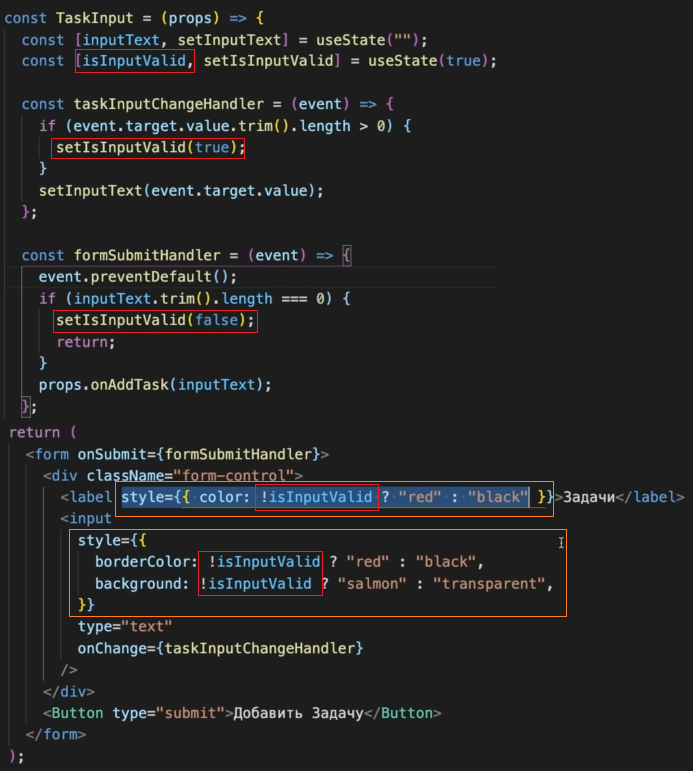 const TaskInput = (props) => {
const [inputText, setInputText] = useState("");
const [isInputValid, setIsInputValid] = useState(true);
const taskInputChangeHandler = (event) => {
if (event.target.value.trim().length > 0) {
setIsInputValid(true);
}
setInputText(event.target.value);
};
const formSubmitHandler = (event) => {
event.preventDefault();
if (inputText.trim().length === 0) {
setIsInputValid(false);
return;
}
props.onAddTask(inputText);
};
return (
<form onSubmit={formSubmitHandler}>
<div className="form-control">
<label style={{ color: !isInputValid ? "red" : "black" }}>Задачи</label>
<input
style={{
borderColor: !isInputValid ? "red" : "black",
background: !isInputValid ? "salmon" : "transparent",
}}
type="text"
onChange={taskInputChangeHandler}
/>
</div>
<Button type="submit">Добавить Задачу</Button>
</form>
);